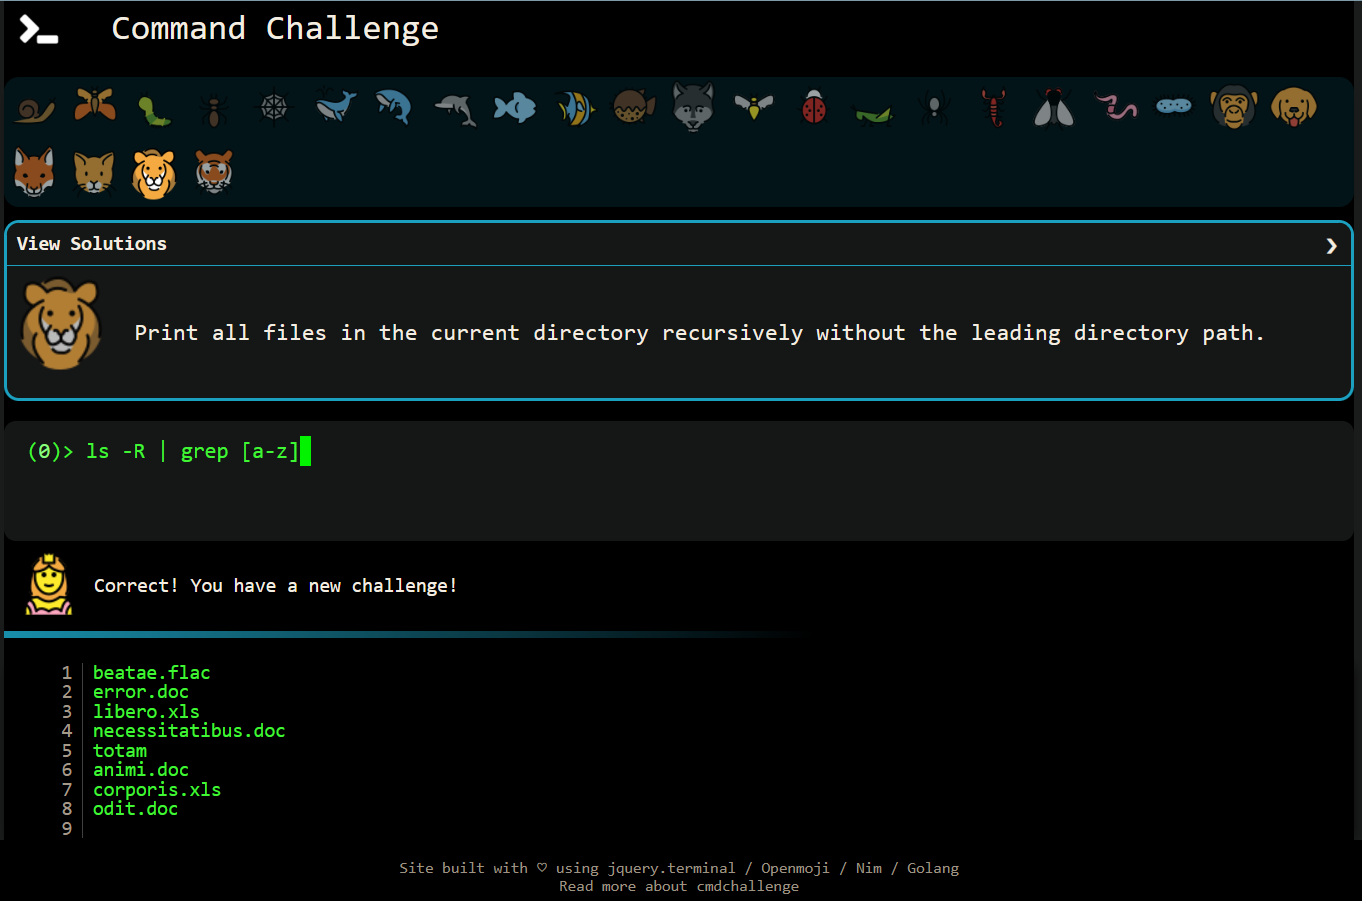 Command Challenge
View Solutions
Print all files in the current directory recursively without the leading directory path.
(0)> ls -R | grep [a-z]
Correct! You have a new challenge!
1 beatae.flac
2 error.doc
3 libero.xls
4 necessitatibus.doc
5 totam
6 animi.doc
7 corporis.xls
8 odit.doc
9
Site built with ♡ using jquery.terminal / Openmoji / Nim / Golang
Read more about cmdchallenge